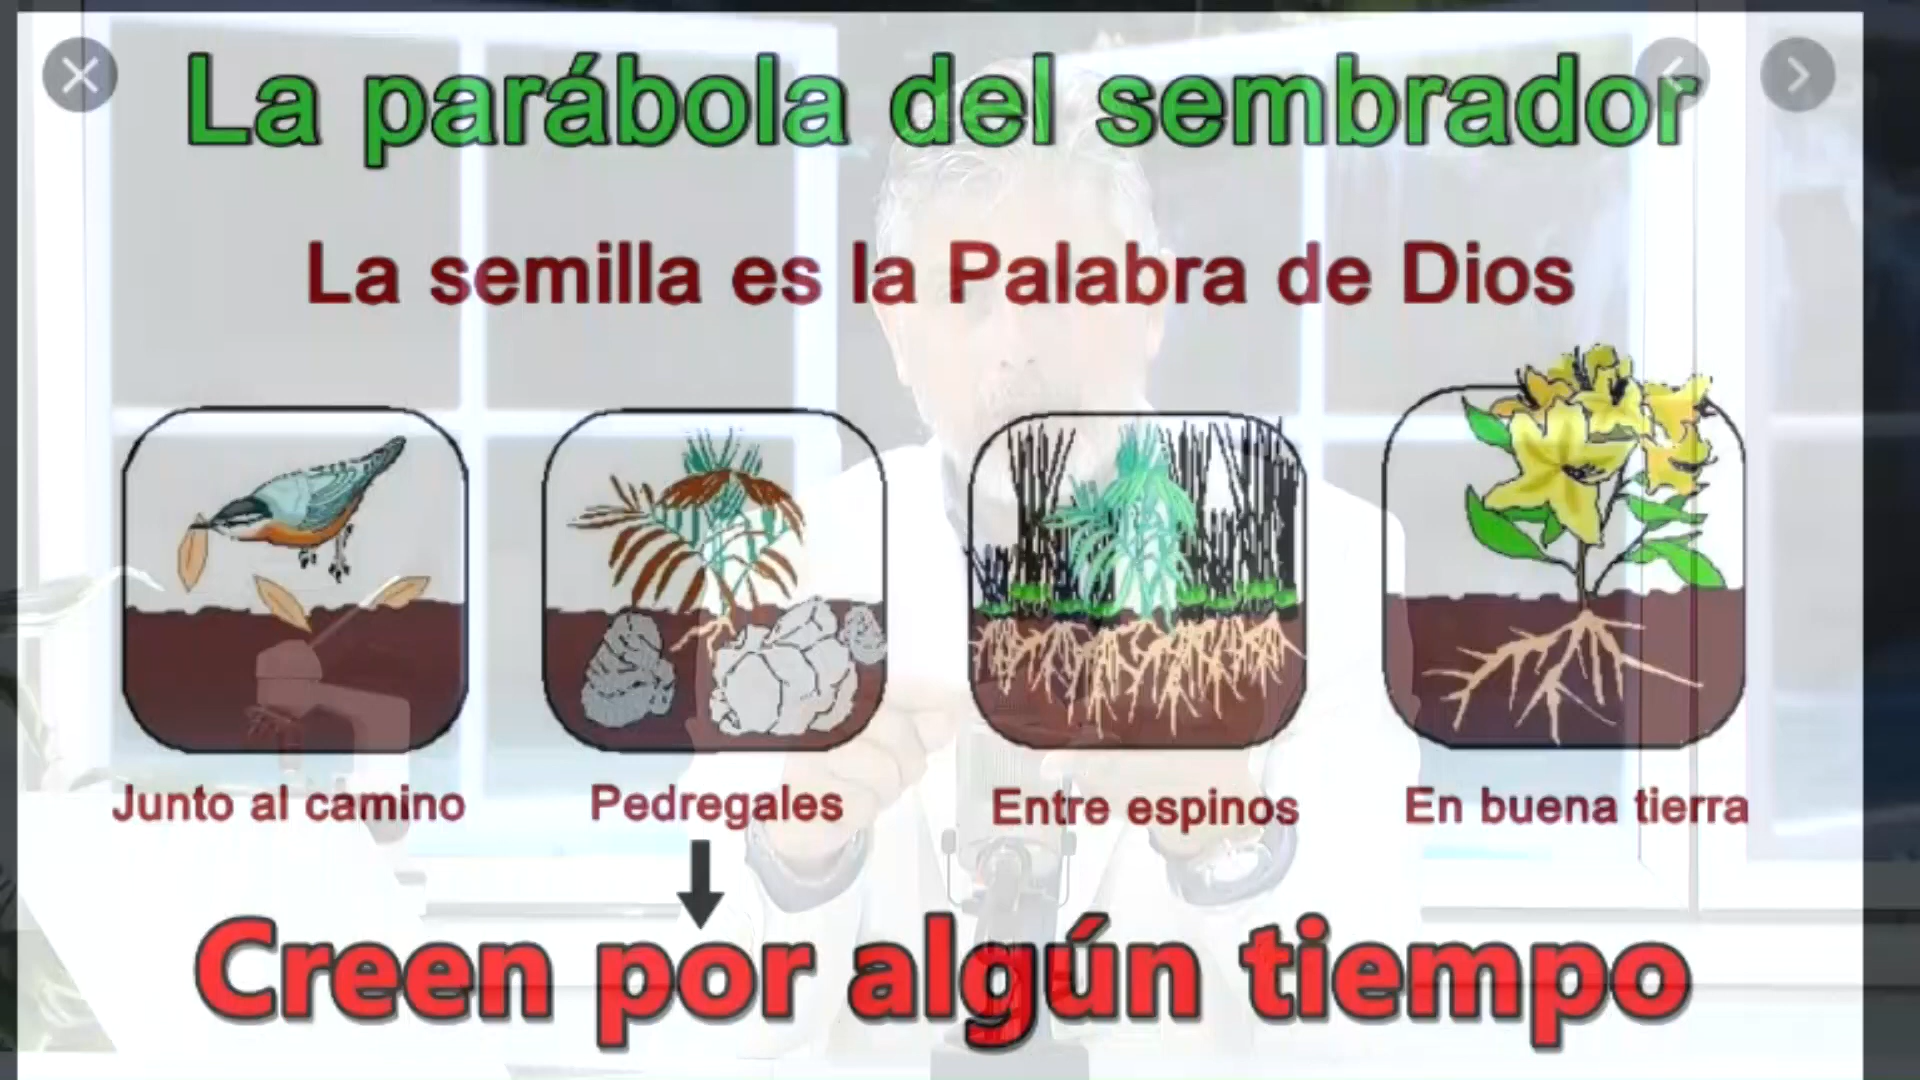 La parábola del sembrador
La semilla es la Palabra de Dios
Junto al camino
Pedregales
Entre espinos
En buena tierra
Creen por algún tiempo